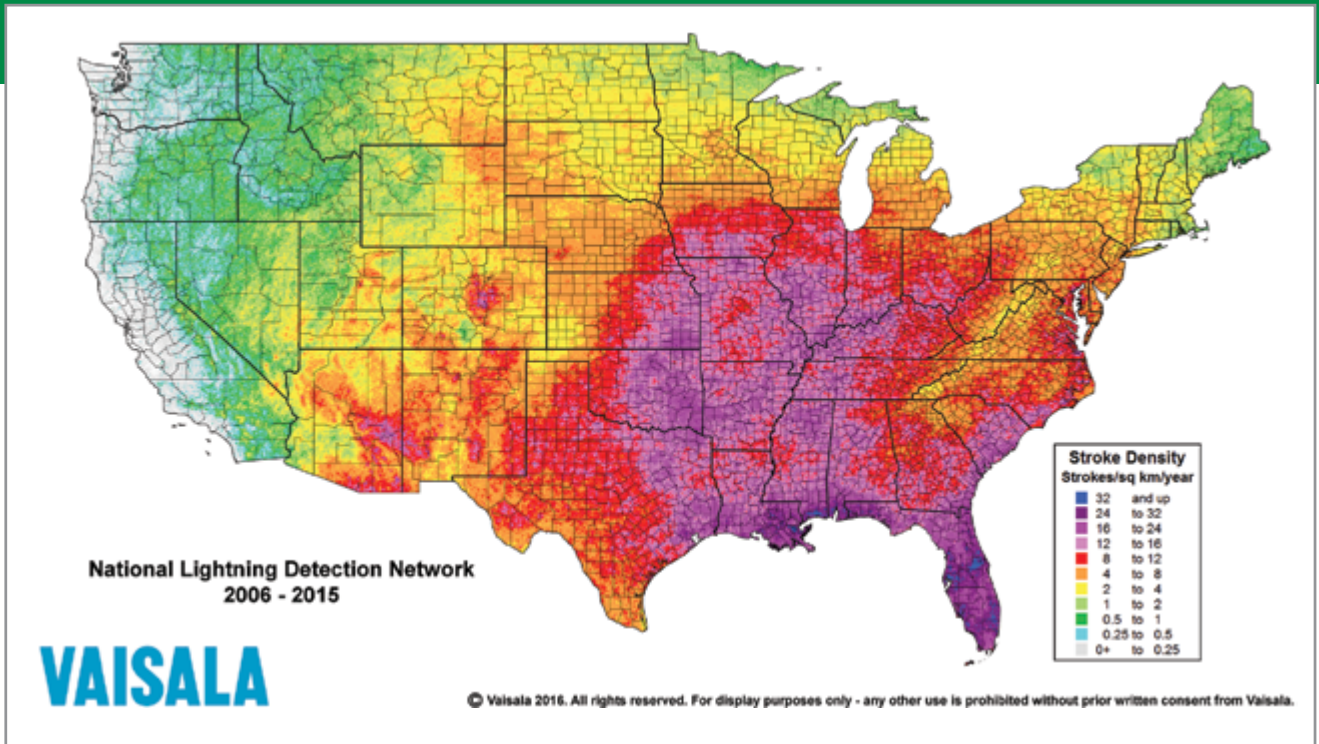 National Lightning Detection Network
2006 - 2015
Stroke Density
Strokes/sq km/year
32 and up
24 to 32
16 to 24
12 to 16
8 to 12
4 to 8
2 to 4
1 to 2
0.5 to 1
0.25 to 0.5
0+ to 0.25
VAISALA
© Vaisala 2016. All rights reserved. For display purposes only - any other use is prohibited without prior written consent from Vaisala.